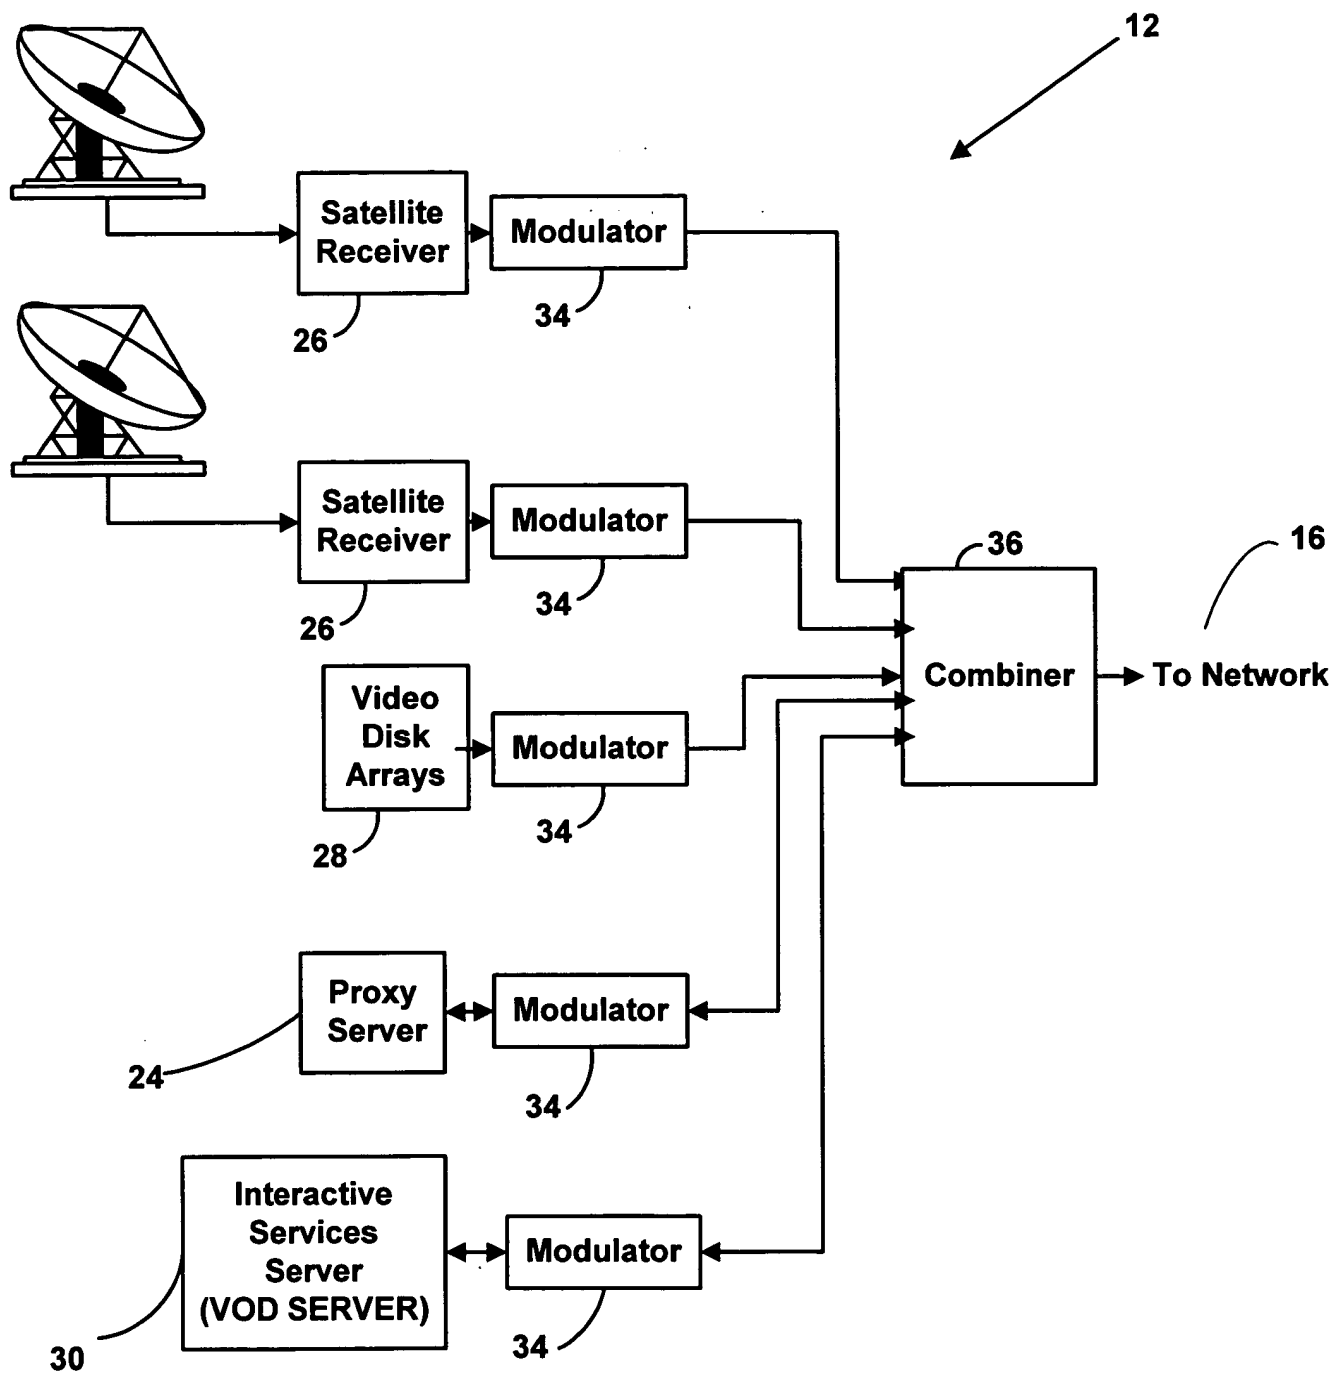 12
Satellite
Receiver
Modulator
26
34
Satellite
Receiver
Modulator
26
34
36
16
Combiner
To Network
Video
Disk
Arrays
Modulator
28
34
Proxy
Server
Modulator
24
34
Interactive
Services
Server
(VOD SERVER)
Modulator
30
34